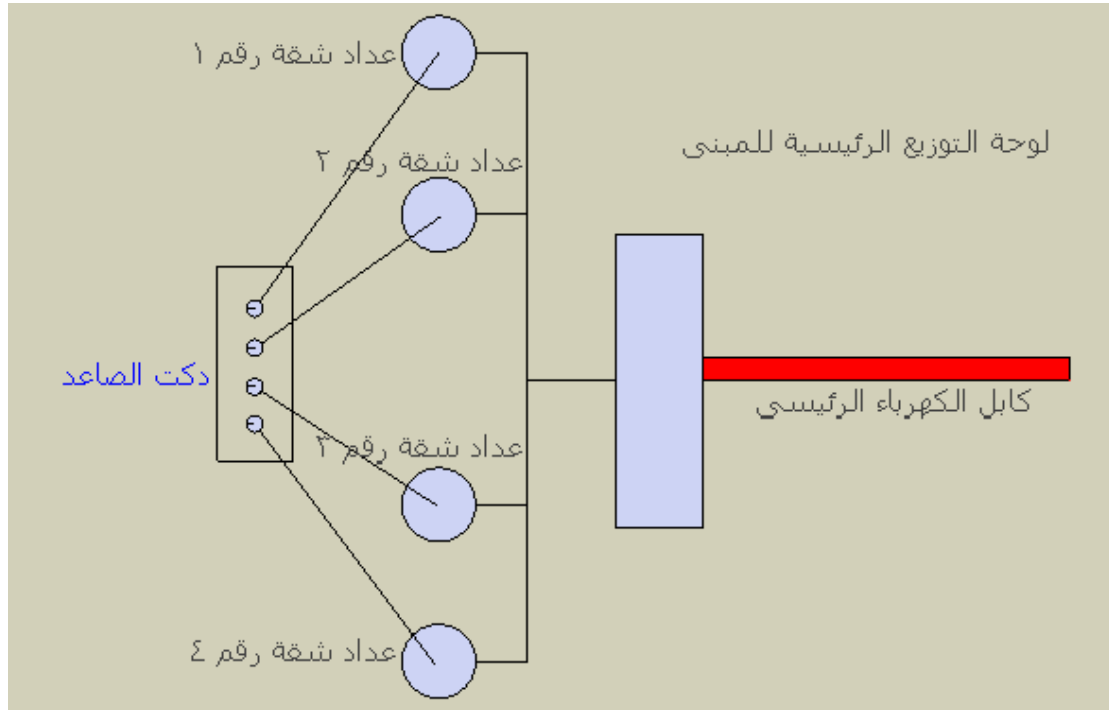 عداد شقة رقم ١
لوحة التوزيع الرئيسية للمبنى
عداد شقة رقم ٢
دكت الصاعد
كابل الكهرباء الرئيسي
عداد شقة رقم ٣
عداد شقة رقم ٤